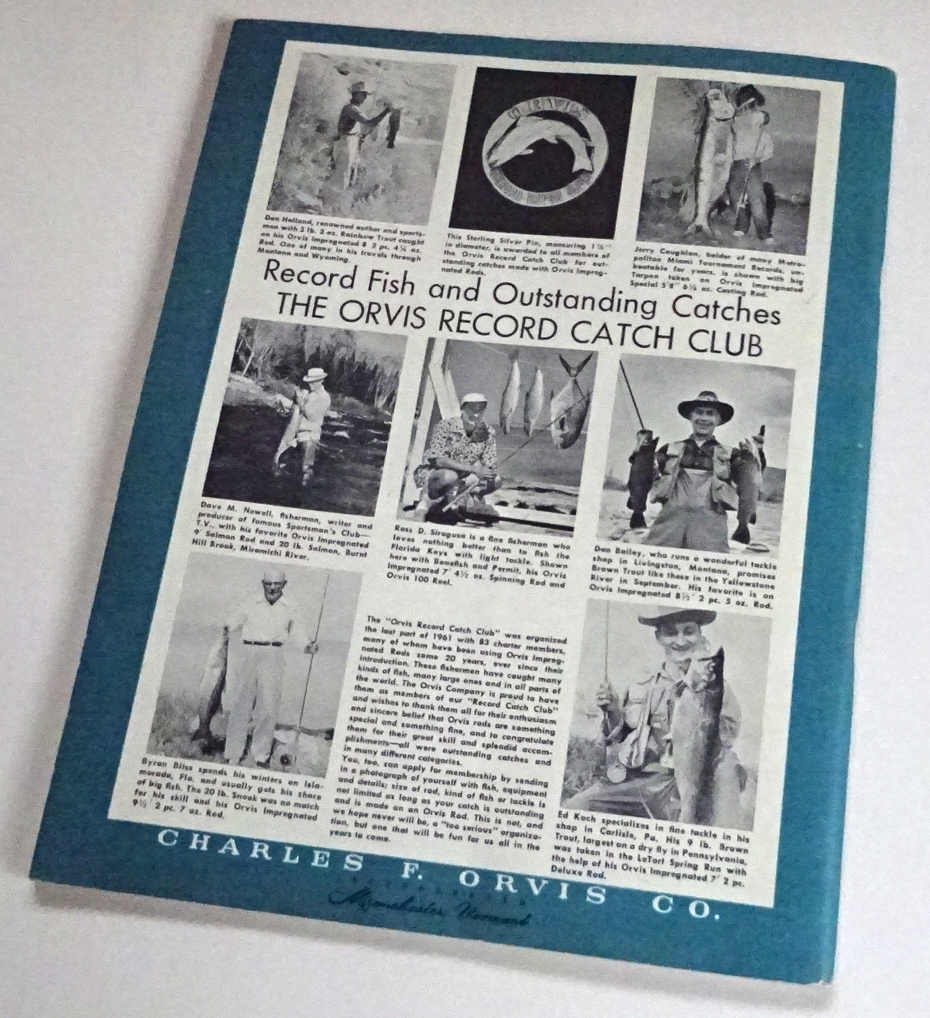 ORVIS
Dan Holland, renowned author and sports-
man with 5 lb. 2 oz. Rainbow Trout caught
on his Orvis Impregnated 8 2 pc. 4¼ oz.
Rod. One of many in his travels through
Montana and Wyoming.
This Sterling Silver Pin, measuring 1⅛"
in diameter, is awarded to all members of
the Orvis Record Catch Club for out-
standing catches made with Orvis Impreg-
nated Rods.
Jerry Coughlan, holder of many Metro-
politan Miami Tournament Records, un-
beatable for years, is shown with big
Tarpon taken on Orvis Impregnated
Special 5'8" 6½ oz. Casting Rod.
Record Fish and Outstanding Catches
THE ORVIS RECORD CATCH CLUB
Dave M. Newell, fisherman, writer and
producer of famous Sportsman's Club—
T.V., with his favorite Orvis Impregnated
9' Salmon Rod and 20 lb. Salmon, Burnt
Hill Brook, Miramichi River.
Ross D. Siragusa is a fine fisherman who
loves nothing better than to fish the
Florida Keys with light tackle. Shown
here with Bonefish and Permit, his Orvis
Impregnated 7' 4½ oz. Spinning Rod and
Orvis 100 Reel.
Dan Bailey, who runs a wonderful tackle
shop in Livingston, Montana, promises
Brown Trout like these in the Yellowstone
River in September. His favorite is an
Orvis Impregnated 8½' 2 pc. 5 oz. Rod.
Byron Bliss spends his winters on Isla-
morada, Fla. and usually gets his share
of big fish. The 20 lb. Snook was no match
for his skill and his Orvis Impregnated
9½' 2 pc. 7 oz. Rod.
The "Orvis Record Catch Club" was organized
the last part of 1961 with 83 charter members,
many of whom have been using Orvis Impreg-
nated Rods some 20 years, ever since their
introduction. These fishermen have caught many
kinds of fish, many large ones and in all parts of
the world. The Orvis Company is proud to have
them as members of our "Record Catch Club"
and wishes to thank them all for their enthusiasm
and sincere belief that Orvis rods are something
special and something fine, and to congratulate
them for their great skill and splendid accom-
plishments—all were outstanding catches and
in many different categories.
You, too, can apply for membership by sending
in a photograph of yourself with fish, equipment
and details; size of rod, kind of fish or tackle is
not limited as long as your catch is outstanding
and is made on an Orvis Rod. This is not, and
we hope never will be, a "too serious" organiza-
tion, but one that will be fun for us all in the
years to come.
Ed Koch specializes in fine tackle in his
shop in Carlisle, Pa. His 9 lb. Brown
Trout, largest on a dry fly in Pennsylvania,
was taken in the LeTort Spring Run with
the help of his Orvis Impregnated 7' 2 pc.
Deluxe Rod.
CHARLES F. ORVIS CO.
Manchester Vermont